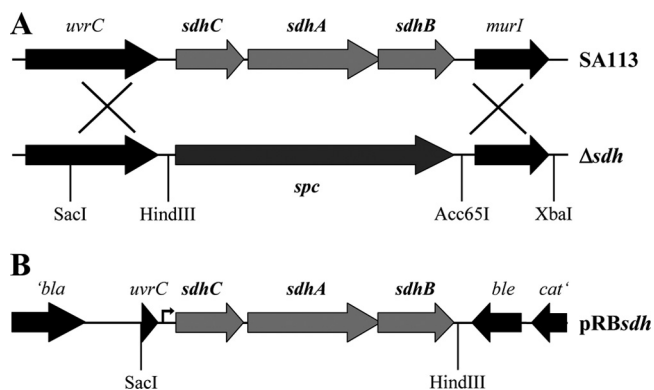 A
uvrC sdhC sdhA sdhB murI
SA113
Δsdh
spc
SacI HindIII Acc65I XbaI
B
‘bla uvrC sdhC sdhA sdhB ble cat‘
pRBsdh
SacI HindIII